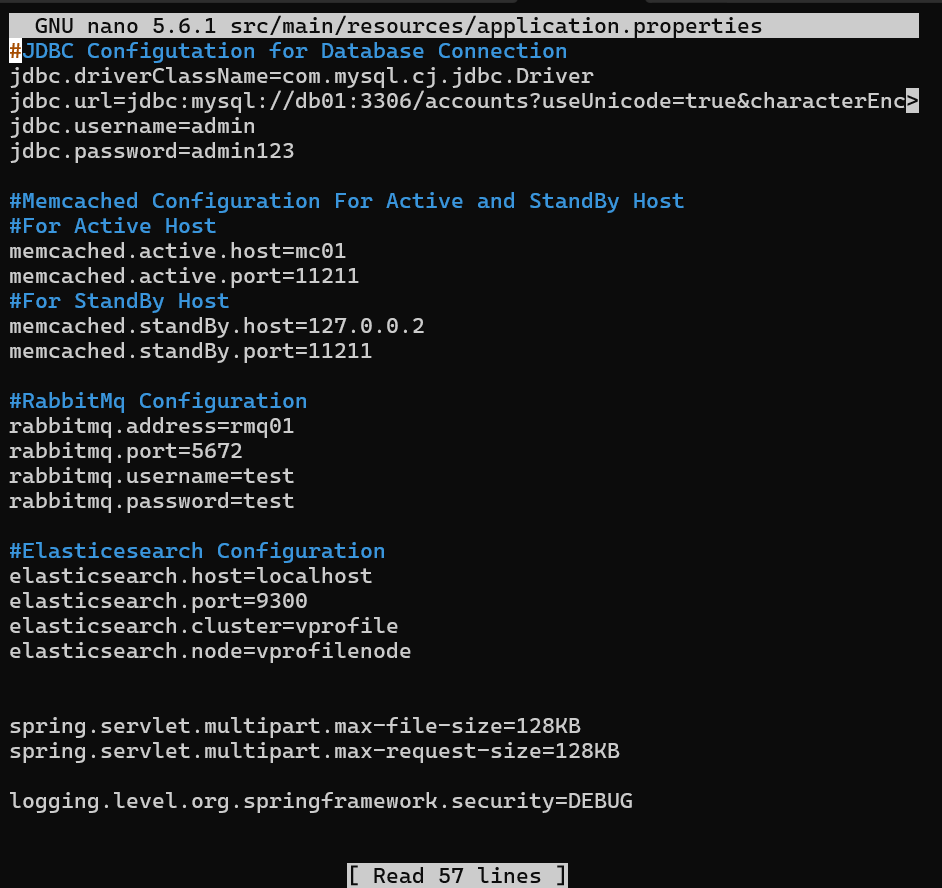 GNU nano 5.6.1 src/main/resources/application.properties
#JDBC Configutation for Database Connection
jdbc.driverClassName=com.mysql.cj.jdbc.Driver
jdbc.url=jdbc:mysql://db01:3306/accounts?useUnicode=true&characterEnc>
jdbc.username=admin
jdbc.password=admin123
#Memcached Configuration For Active and StandBy Host
#For Active Host
memcached.active.host=mc01
memcached.active.port=11211
#For StandBy Host
memcached.standBy.host=127.0.0.2
memcached.standBy.port=11211
#RabbitMq Configuration
rabbitmq.address=rmq01
rabbitmq.port=5672
rabbitmq.username=test
rabbitmq.password=test
#Elasticesearch Configuration
elasticsearch.host=localhost
elasticsearch.port=9300
elasticsearch.cluster=vprofile
elasticsearch.node=vprofilenode
spring.servlet.multipart.max-file-size=128KB
spring.servlet.multipart.max-request-size=128KB
logging.level.org.springframework.security=DEBUG
[ Read 57 lines ]